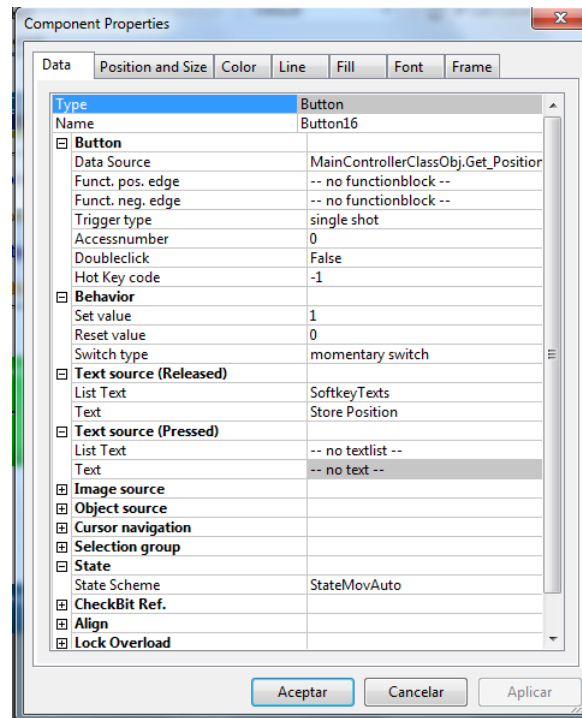 Component Properties
Data Position and Size Color Line Fill Font Frame
Type Button
Name Button16
Button
Data Source MainControllerClassObj.Get_Position
Funct. pos. edge -- no functionblock --
Funct. neg. edge -- no functionblock --
Trigger type single shot
Accessnumber 0
Doubleclick False
Hot Key code -1
Behavior
Set value 1
Reset value 0
Switch type momentary switch
Text source (Released)
List Text SoftkeyTexts
Text Store Position
Text source (Pressed)
List Text -- no textlist --
Text -- no text --
Image source
Object source
Cursor navigation
Selection group
State
State Scheme StateMovAuto
CheckBit Ref.
Align
Lock Overload
Aceptar Cancelar Aplicar